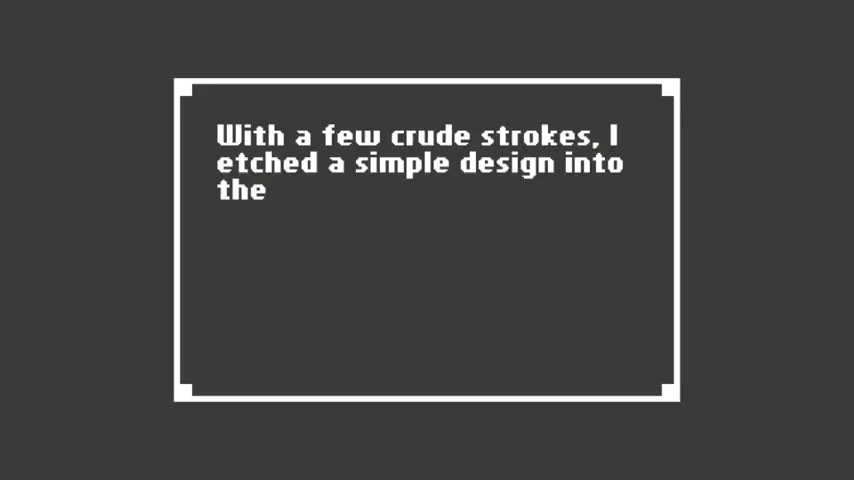 With a few crude strokes, I
etched a simple design into
the